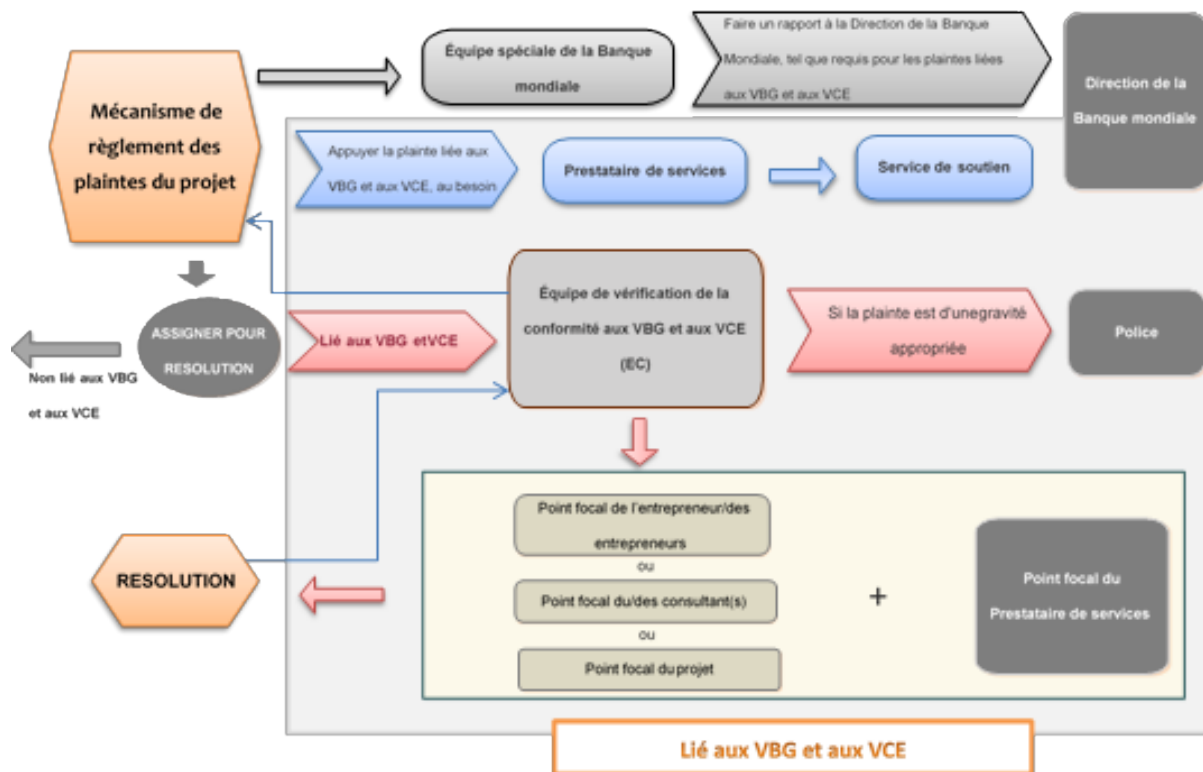 Mécanisme de
règlement des
plaintes du projet
Équipe spéciale de la Banque
mondiale
Faire un rapport à la Direction de la Banque
Mondiale, tel que requis pour les plaintes liées
aux VBG et aux VCE
Direction de la
Banque mondiale
Appuyer la plainte liée aux
VBG et aux VCE, au besoin
Prestataire de services
Service de soutien
ASSIGNER POUR
RESOLUTION
Non lié aux VBG
et aux VCE
Lié aux VBG etVCE
Équipe de vérification de la
conformité aux VBG et aux VCE
(EC)
Si la plainte est d'unegravité
appropriée
Police
RESOLUTION
Point focal de l'entrepreneur/des
entrepreneurs
ou
Point focal du/des consultant(s)
ou
Point focal duprojet
+
Point focal du
Prestataire de services
Lié aux VBG et aux VCE